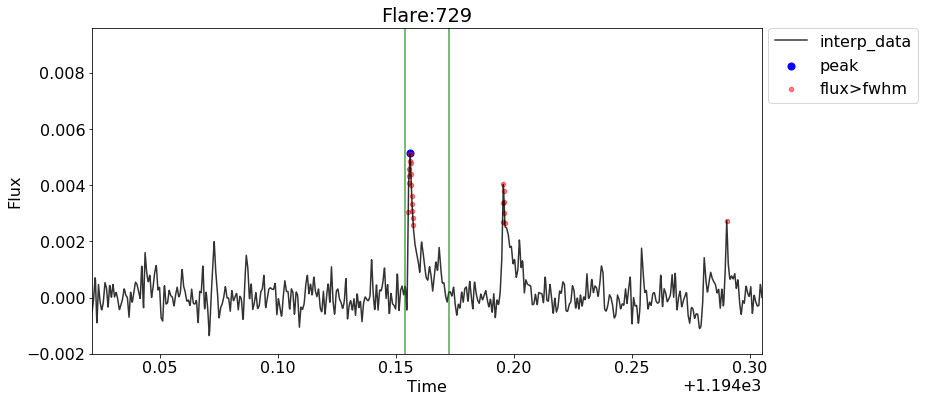 Flare:729
interp_data
peak
flux>fwhm
Flux
0.008
0.006
0.004
0.002
0.000
−0.002
0.05
0.10
0.15
0.20
0.25
0.30
Time
+1.194e3